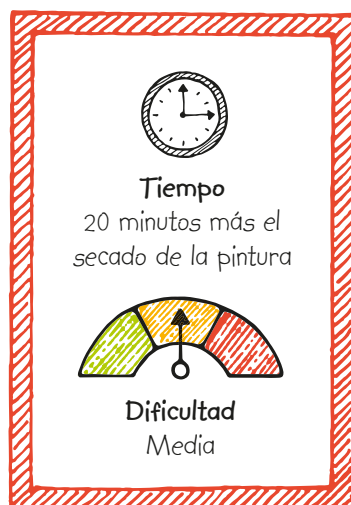 Tiempo
20 minutos más el
secado de la pintura
Dificultad
Media